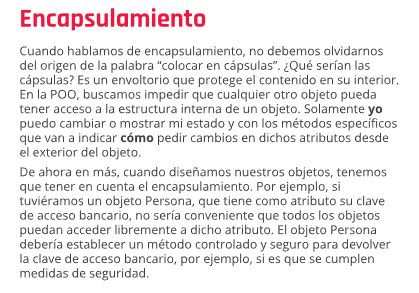 Encapsulamiento
Cuando hablamos de encapsulamiento, no debemos olvidarnos
del origen de la palabra “colocar en cápsulas”. ¿Qué serían las
cápsulas? Es un envoltorio que protege el contenido en su interior.
En la POO, buscamos impedir que cualquier otro objeto pueda
tener acceso a la estructura interna de un objeto. Solamente yo
puedo cambiar o mostrar mi estado y con los métodos específicos
que van a indicar cómo pedir cambios en dichos atributos desde
el exterior del objeto.
De ahora en más, cuando diseñamos nuestros objetos, tenemos
que tener en cuenta el encapsulamiento. Por ejemplo, si
tuviéramos un objeto Persona, que tiene como atributo su clave
de acceso bancario, no sería conveniente que todos los objetos
puedan acceder libremente a dicho atributo. El objeto Persona
debería establecer un método controlado y seguro para devolver
la clave de acceso bancario, por ejemplo, si es que se cumplen
medidas de seguridad.